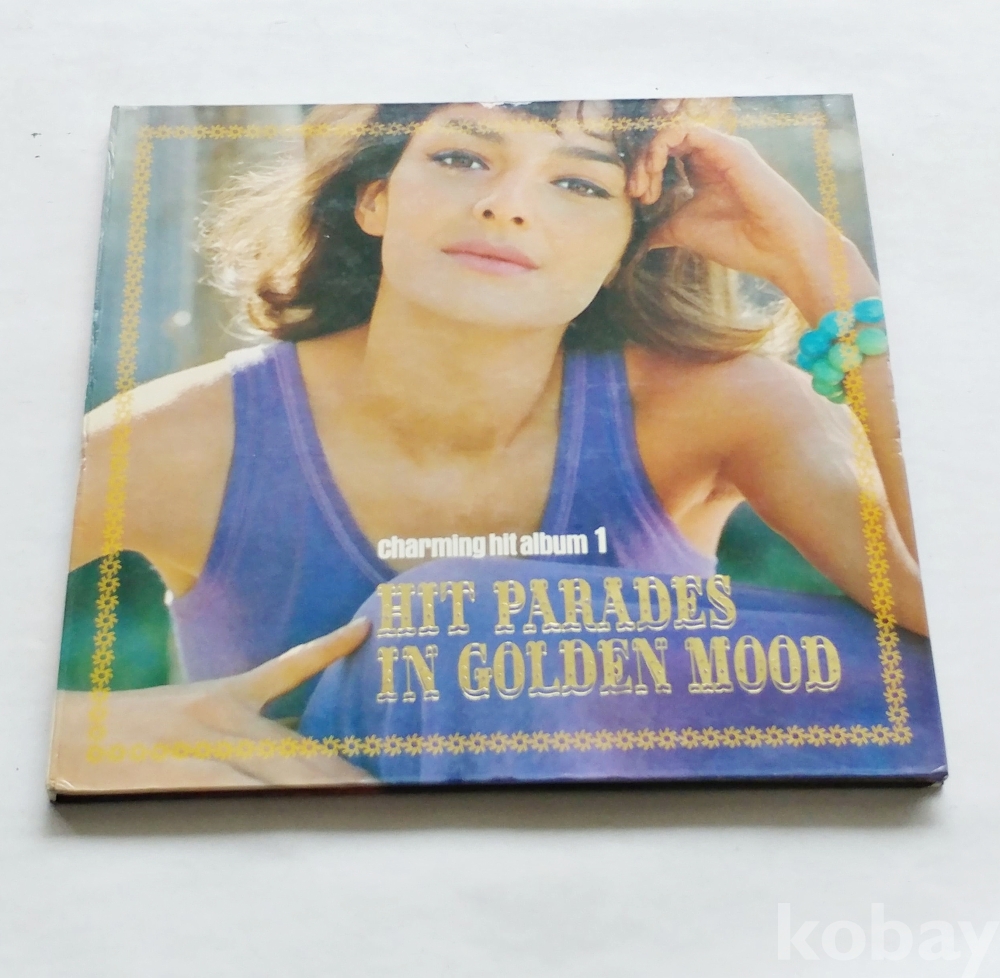 charming hit album 1
HIT PARADES
IN GOLDEN MOOD
kobay